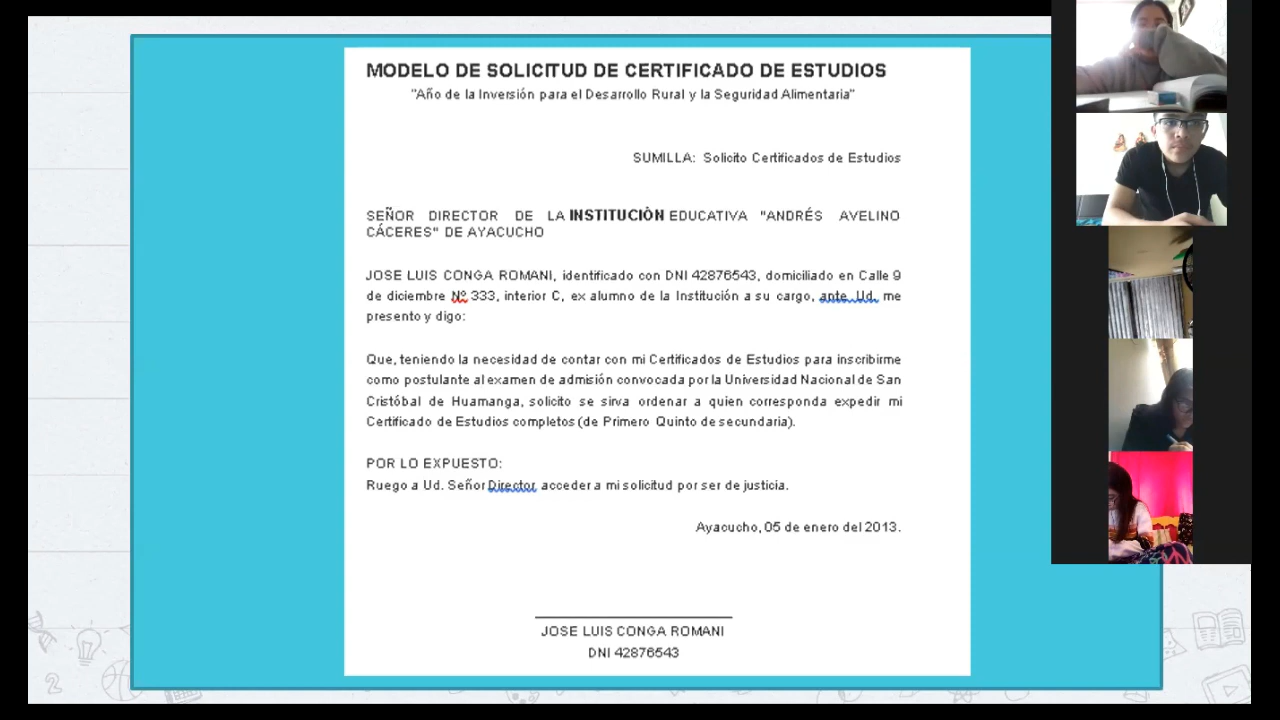 MODELO DE SOLICITUD DE CERTIFICADO DE ESTUDIOS
"Año de la Inversión para el Desarrollo Rural y la Seguridad Alimentaria"
SUMILLA: Solicito Certificados de Estudios
SEÑOR DIRECTOR DE LA INSTITUCIÓN EDUCATIVA "ANDRÉS AVELINO
CÁCERES" DE AYACUCHO
JOSE LUIS CONGA ROMANI, identificado con DNI 42876543, domiciliado en Calle 9
de diciembre Nº 333, interior C, ex alumno de la Institución a su cargo, ante Ud. me
presento y digo:
Que, teniendo la necesidad de contar con mi Certificados de Estudios para inscribirme
como postulante al examen de admisión convocada por la Universidad Nacional de San
Cristóbal de Huamanga, solicito se sirva ordenar a quien corresponda expedir mi
Certificado de Estudios completos (de Primero Quinto de secundaria).
POR LO EXPUESTO:
Ruego a Ud. Señor Director, acceder a mi solicitud por ser de justicia.
Ayacucho, 05 de enero del 2013.
JOSE LUIS CONGA ROMANI
DNI 42876543